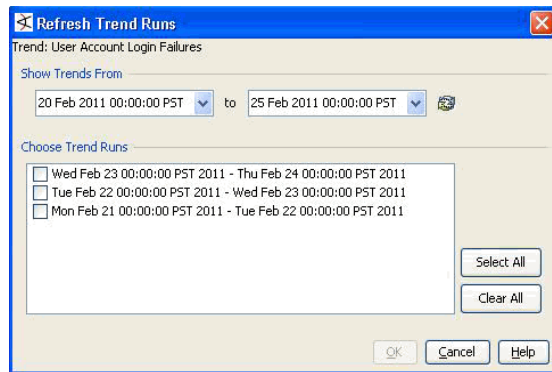 Refresh Trend Runs
Trend: User Account Login Failures
Show Trends From
20 Feb 2011 00:00:00 PST to 25 Feb 2011 00:00:00 PST
Choose Trend Runs
Wed Feb 23 00:00:00 PST 2011 - Thu Feb 24 00:00:00 PST 2011
Tue Feb 22 00:00:00 PST 2011 - Wed Feb 23 00:00:00 PST 2011
Mon Feb 21 00:00:00 PST 2011 - Tue Feb 22 00:00:00 PST 2011
Select All
Clear All
OK Cancel Help